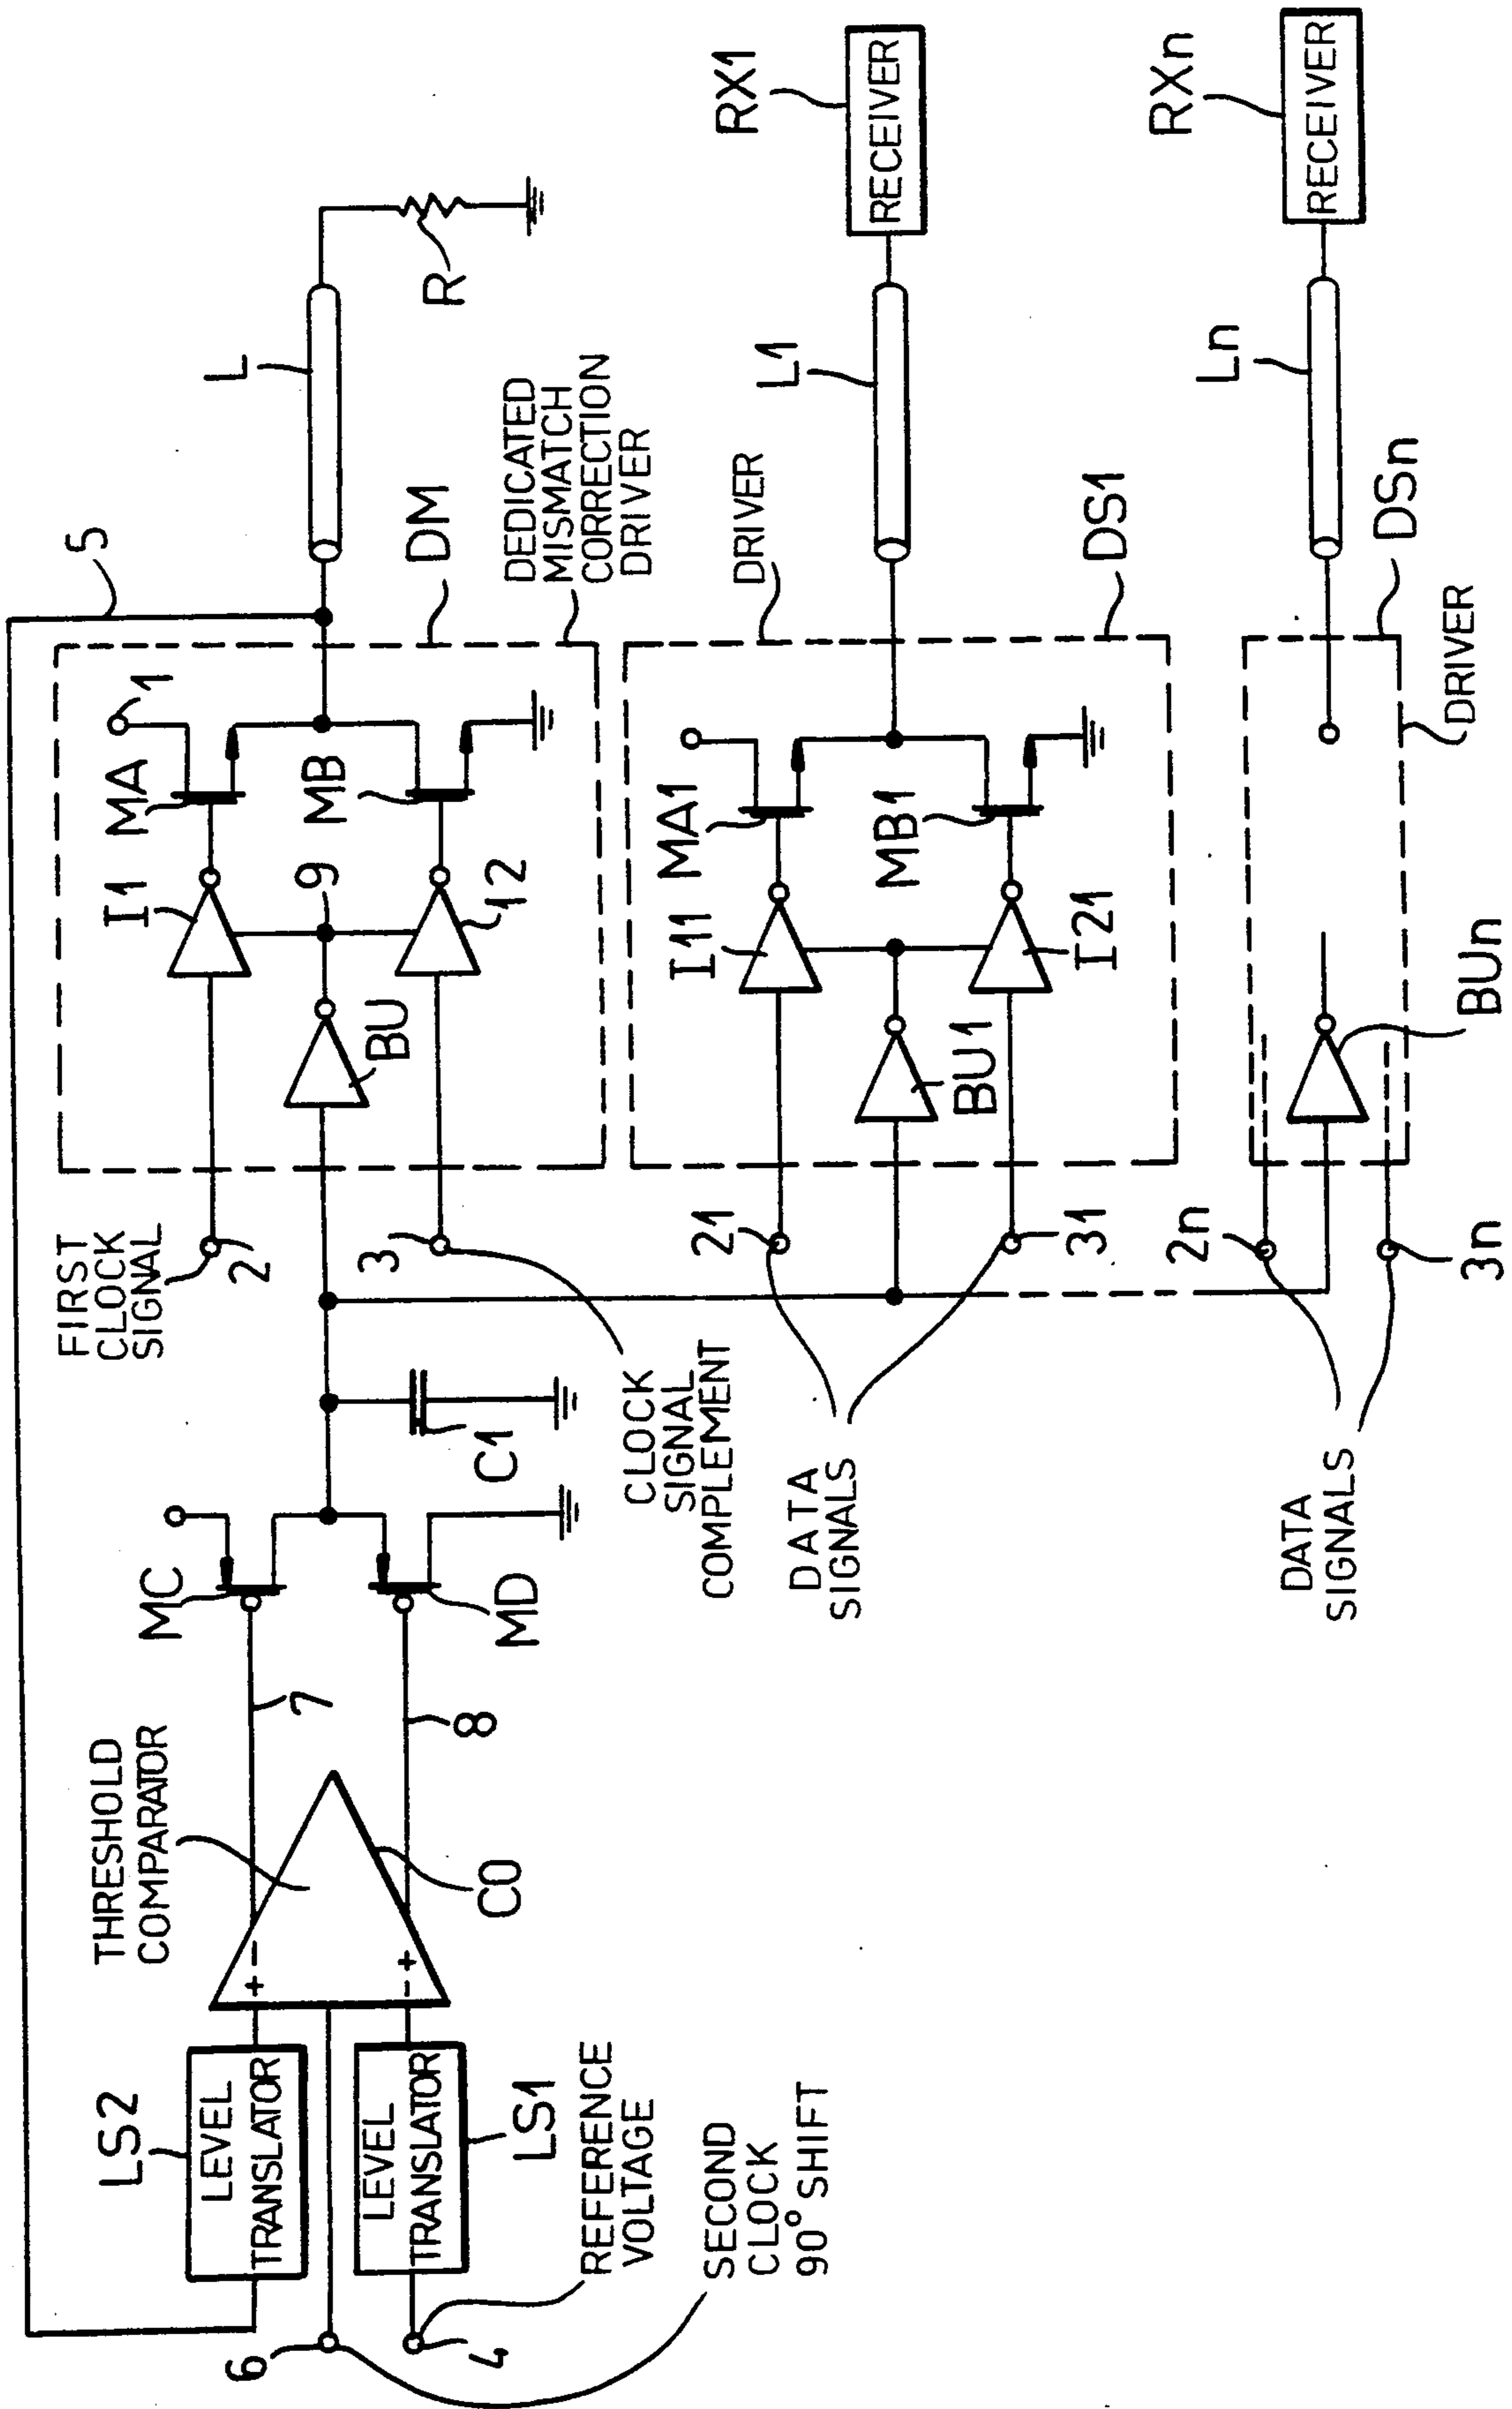 5
L
R
DM
DEDICATED
MISMATCH
CORRECTION
DRIVER
1
MA
MB
I1
9
12
BU
FIRST
CLOCK
SIGNAL
2
3
CLOCK
SIGNAL
COMPLEMENT
C1
MC
MD
7
8
THRESHOLD
COMPARATOR
CO
+ −
− +
LS2
LEVEL
TRANSLATOR
LEVEL
TRANSLATOR
LS1
REFERENCE
VOLTAGE
SECOND
CLOCK
90° SHIFT
6
4
RX1
RECEIVER
L1
DRIVER
DS1
MA1
MB1
I11
I21
BU1
21
31
DATA
SIGNALS
RXn
RECEIVER
Ln
DSn
DRIVER
BUn
2n
3n
DATA
SIGNALS